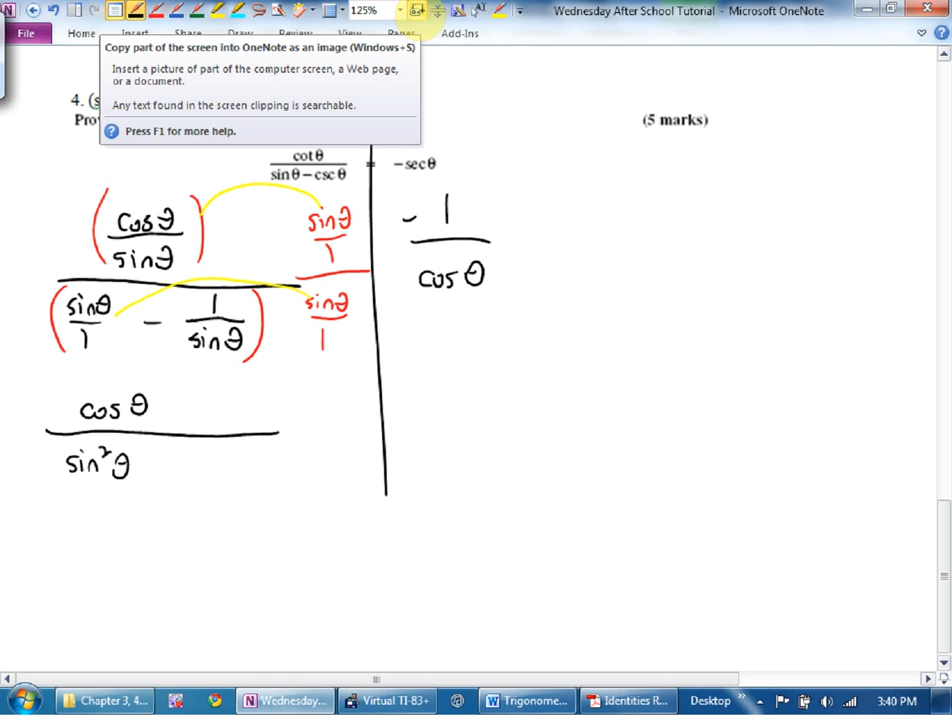 125%
Wednesday After School Tutorial - Microsoft OneNote
File Home Insert Share Draw Review Pages Add-Ins
Copy part of the screen into OneNote as an image (Windows+S)
Insert a picture of part of the computer screen, a Web page,
or a document.
Any text found in the screen clipping is searchable.
Press F1 for more help.
4. (s
Pro
(5 marks)
cotθ
sinθ − cscθ
= −secθ
cosθ
sinθ
sinθ
1
sinθ
1
− 1
sinθ
sinθ
1
- 1
cosθ
cosθ
sin²θ
Chapter 3, 4...
Wednesday...
Virtual TI-83+
Trigonome...
Identities R...
Desktop
3:40 PM